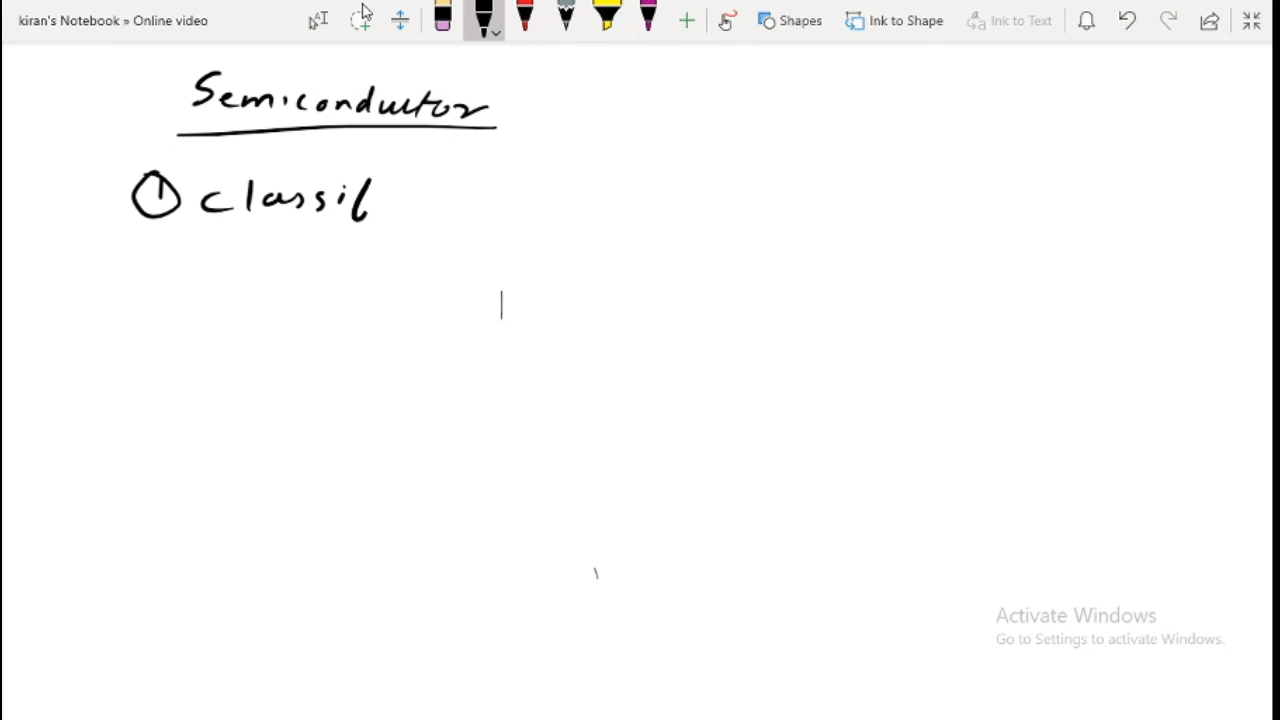 kiran's Notebook » Online video
Shapes
Ink to Shape
Ink to Text
Semiconductor
① classif
Activate Windows
Go to Settings to activate Windows.